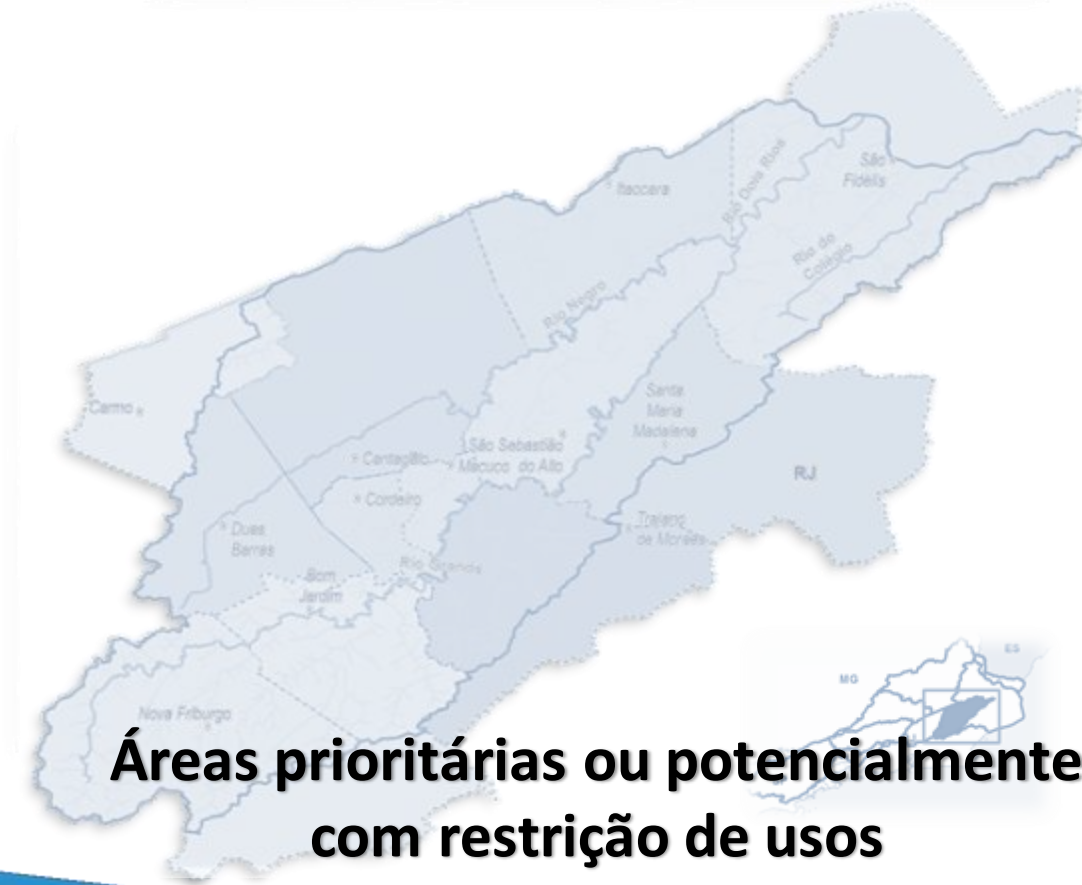 São
Fidélis
Itaocara
Rio Dois Rios
Rio do
Colégio
Rio Negro
Santa
Maria
Madalena
Carmo
São Sebastião
do Alto
Macuco
Cantagalo
RJ
Cordeiro
Trajano
de Moraes
Duas
Barras
Rio Grande
Bom
Jardim
ES
MG
Nova Friburgo
Áreas prioritárias ou potencialmente
com restrição de usos